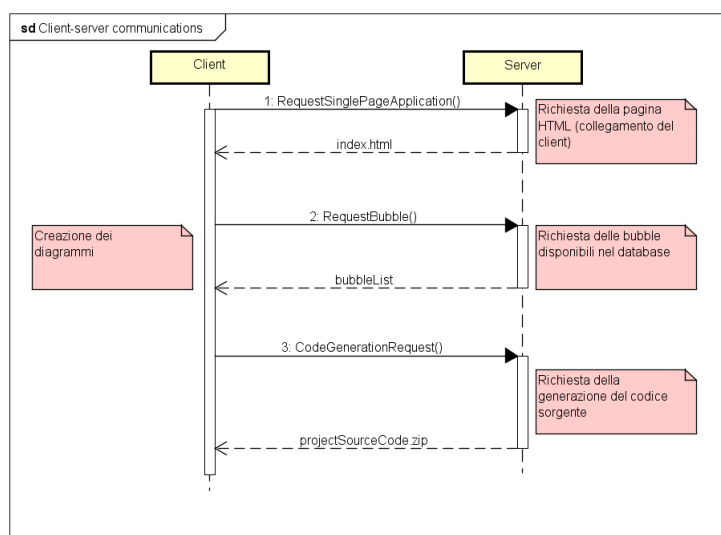 sd Client-server communications
Client
Server
1: RequestSinglePageApplication()
Richiesta della pagina
HTML (collegamento del
client)
index.html
2: RequestBubble()
Creazione dei
diagrammi
Richiesta delle bubble
disponibili nel database
bubbleList
3: CodeGenerationRequest()
Richiesta della
generazione del codice
sorgente
projectSourceCode.zip